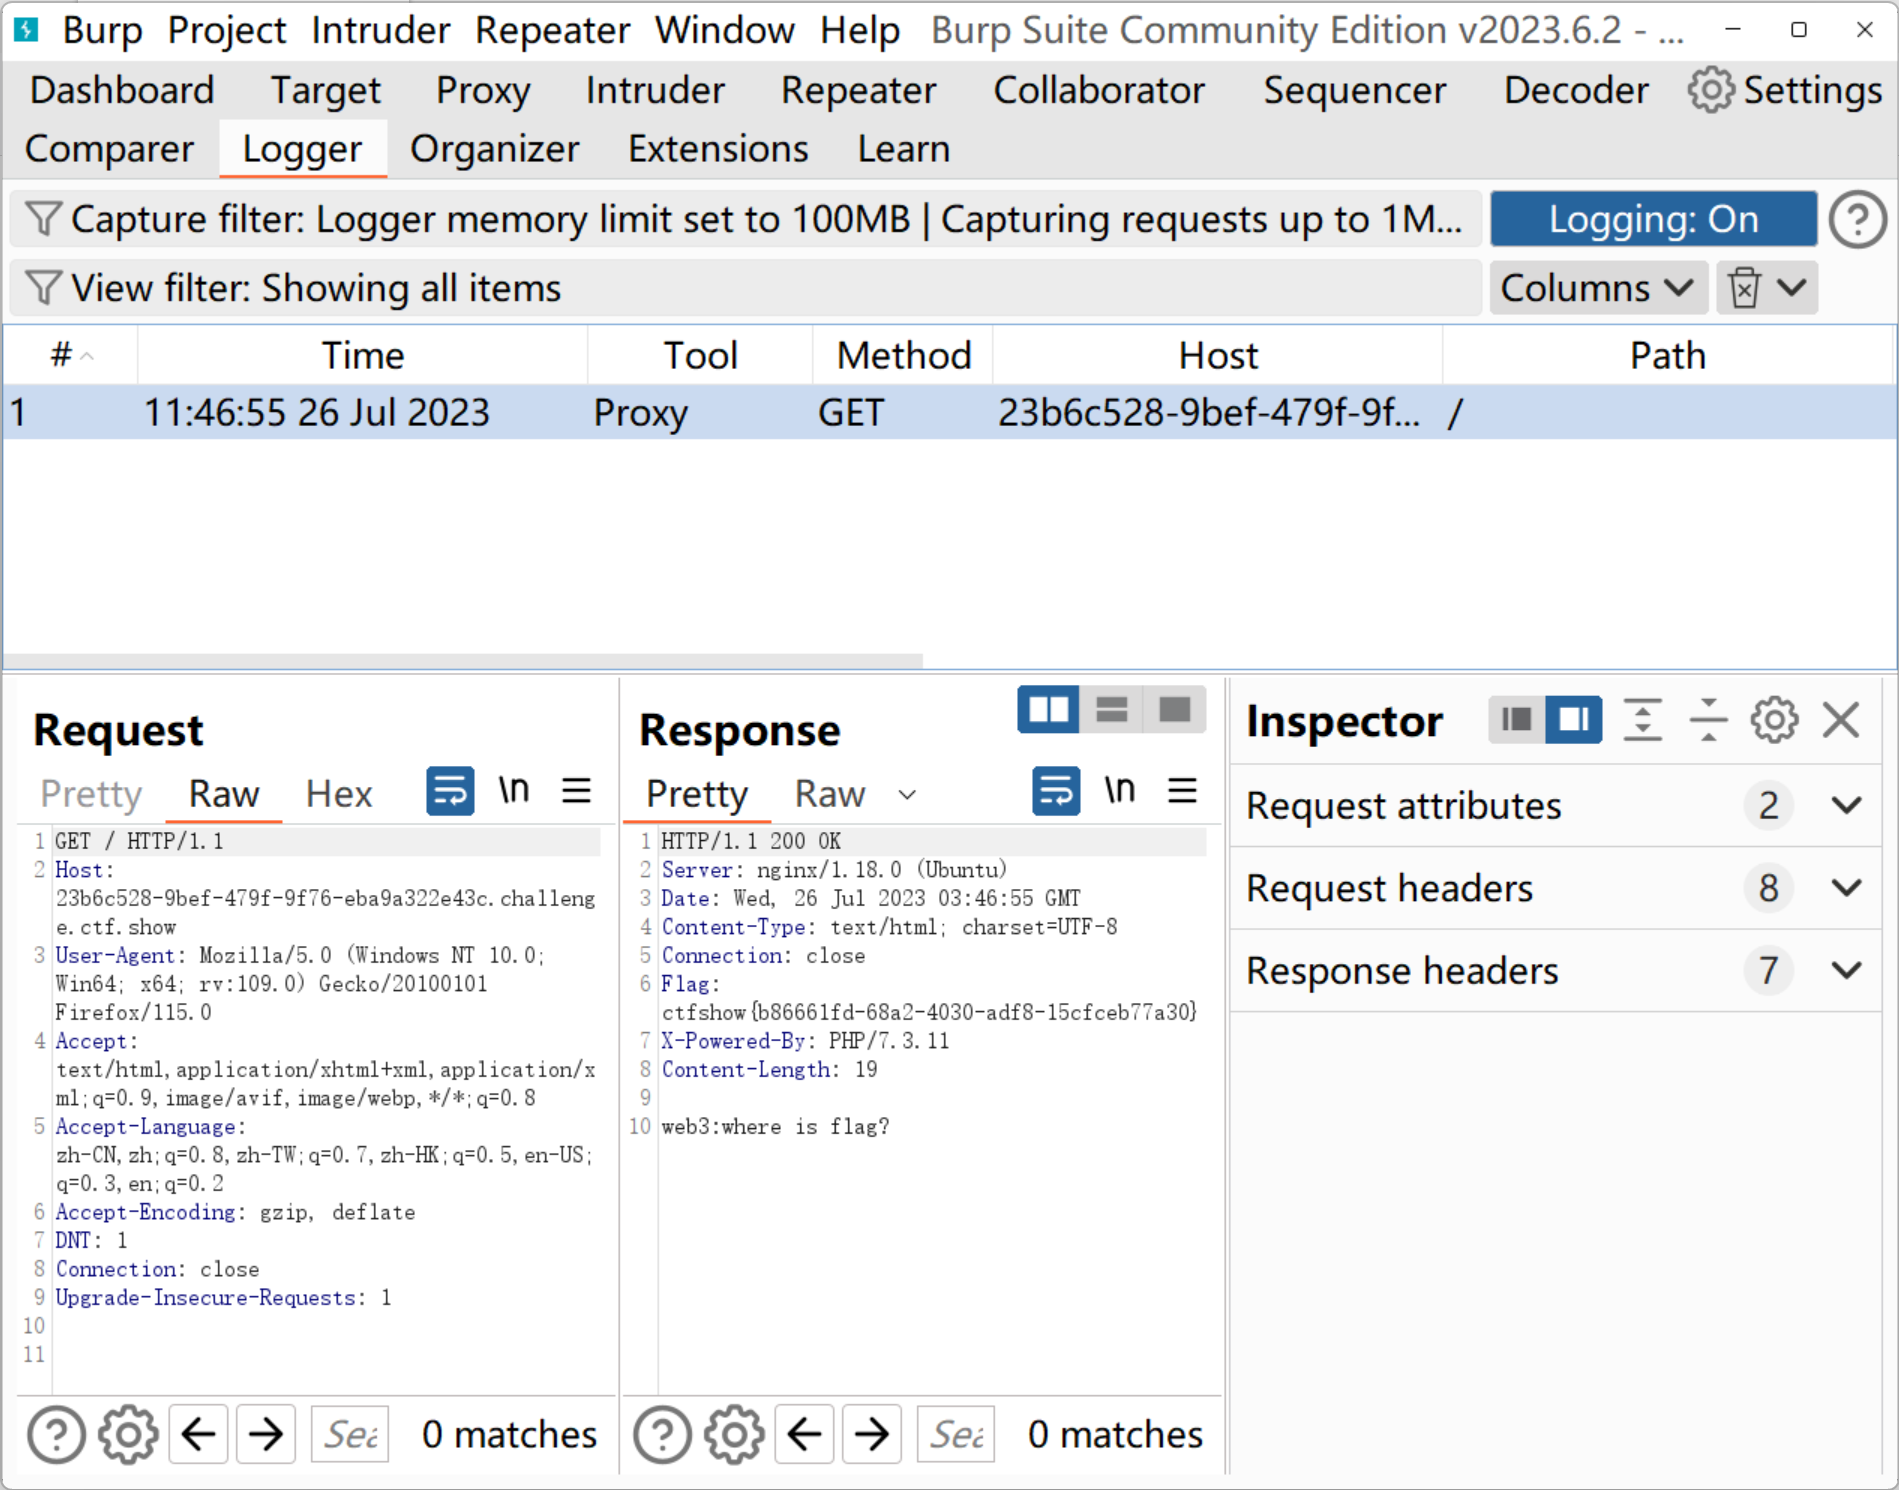 Burp Project Intruder Repeater Window Help Burp Suite Community Edition v2023.6.2 - ...
Dashboard Target Proxy Intruder Repeater Collaborator Sequencer Decoder Settings
Comparer Logger Organizer Extensions Learn
Capture filter: Logger memory limit set to 100MB | Capturing requests up to 1M... Logging: On ?
View filter: Showing all items Columns
# Time Tool Method Host Path
1 11:46:55 26 Jul 2023 Proxy GET 23b6c528-9bef-479f-9f... /
Request
Pretty Raw Hex \n
1 GET / HTTP/1.1
2 Host:
23b6c528-9bef-479f-9f76-eba9a322e43c.challeng
e.ctf.show
3 User-Agent: Mozilla/5.0 (Windows NT 10.0;
Win64; x64; rv:109.0) Gecko/20100101
Firefox/115.0
4 Accept:
text/html,application/xhtml+xml,application/x
ml;q=0.9,image/avif,image/webp,*/*;q=0.8
5 Accept-Language:
zh-CN,zh;q=0.8,zh-TW;q=0.7,zh-HK;q=0.5,en-US;
q=0.3,en;q=0.2
6 Accept-Encoding: gzip, deflate
7 DNT: 1
8 Connection: close
9 Upgrade-Insecure-Requests: 1
10
11
? Sea 0 matches
Response
Pretty Raw \n
1 HTTP/1.1 200 OK
2 Server: nginx/1.18.0 (Ubuntu)
3 Date: Wed, 26 Jul 2023 03:46:55 GMT
4 Content-Type: text/html; charset=UTF-8
5 Connection: close
6 Flag:
ctfshow{b86661fd-68a2-4030-adf8-15cfceb77a30}
7 X-Powered-By: PHP/7.3.11
8 Content-Length: 19
9
10 web3:where is flag?
? Sea 0 matches
Inspector
Request attributes 2
Request headers 8
Response headers 7